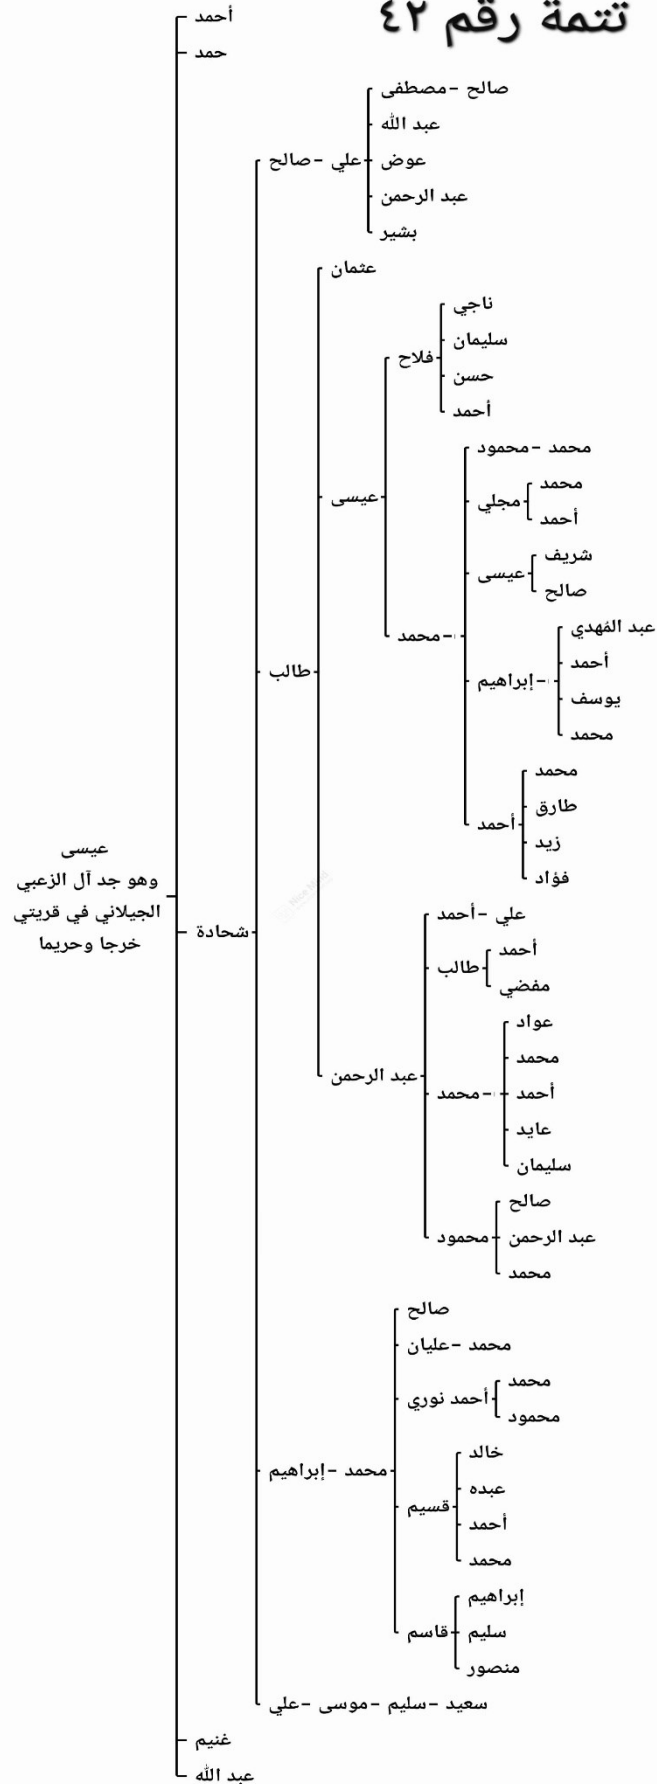 تتمة رقم ٤٢
أحمد
حمد
مصطفى – صالح
عبد الله
صالح – علي
عوض
عبد الرحمن
بشير
عثمان
ناجي
سليمان
فلاح
حسن
أحمد
محمود – محمد
محمد
عيسى
مجلي
أحمد
شريف
عيسى
صالح
عبد المُهدي
محمد
أحمد
طالب
إبراهيم
يوسف
محمد
محمد
طارق
أحمد
زيد
عيسى
فؤاد
وهو جد آل الزعبي
الجيلاني في قريتي
خرجا وحريما
أحمد – علي
شحادة
أحمد
طالب
مفضي
عواد
محمد
عبد الرحمن
محمد
أحمد
عايد
سليمان
صالح
محمود
عبد الرحمن
محمد
صالح
عليان – محمد
محمد
أحمد نوري
محمود
خالد
إبراهيم – محمد
عبده
قسيم
أحمد
محمد
إبراهيم
قاسم
سليم
منصور
علي – موسى – سليم – سعيد
غنيم
عبد الله